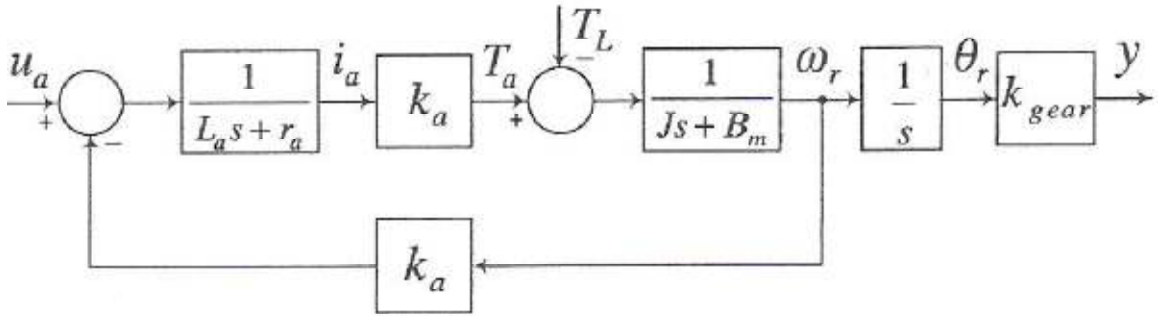 u_a + − 1 / (L_a s + r_a) i_a k_a T_a + T_L − 1 / (Js + B_m) ω_r 1 / s θ_r k_gear y
k_a